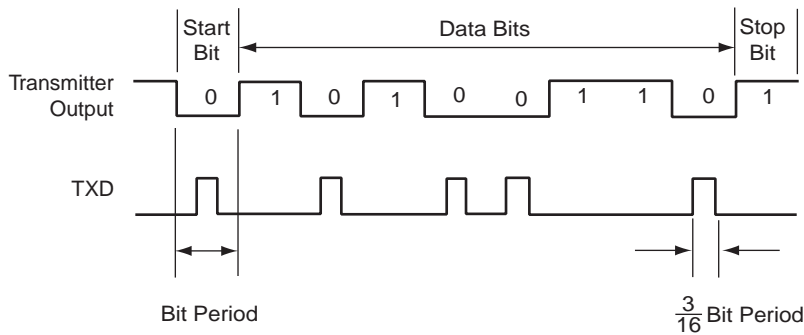 Start
Bit
Data Bits
Stop
Bit
Transmitter
Output
0 1 0 1 0 0 1 1 0 1
TXD
Bit Period
3
16 Bit Period